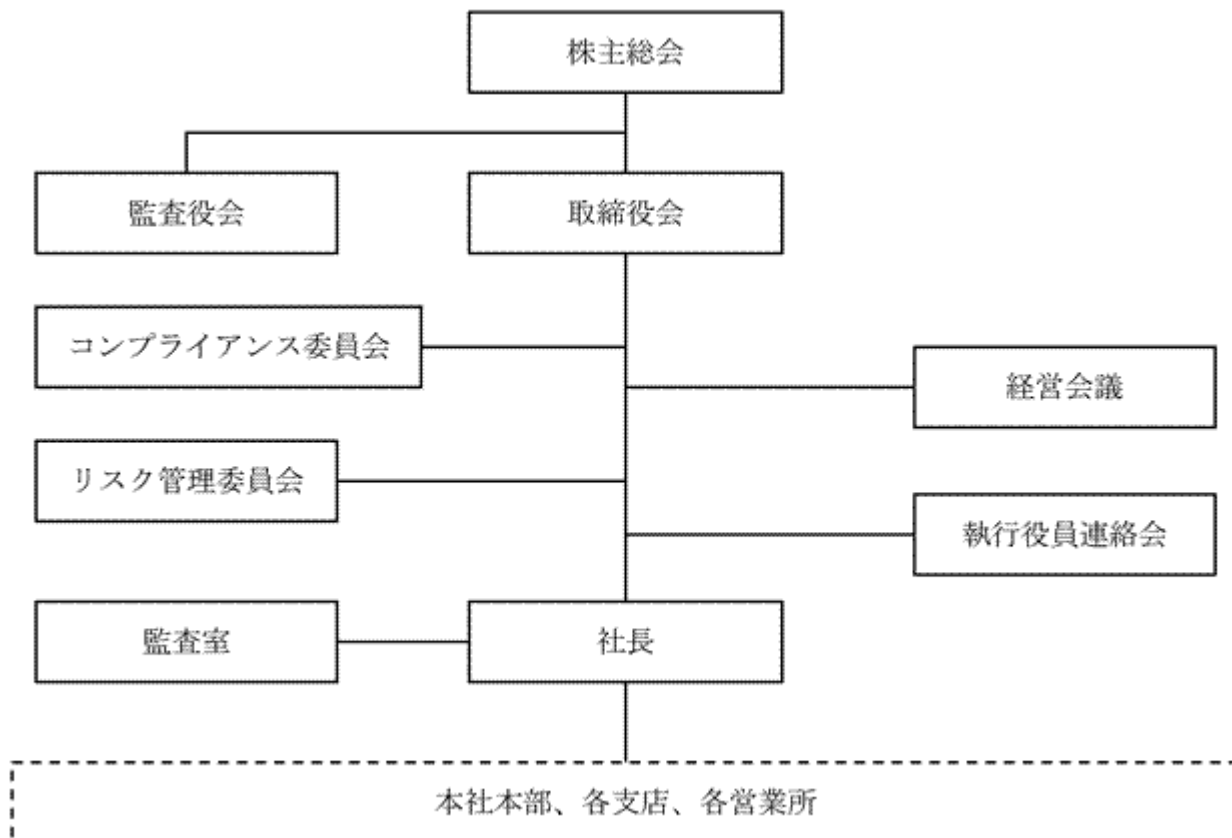 株主総会
監査役会
取締役会
コンプライアンス委員会
経営会議
リスク管理委員会
執行役員連絡会
監査室
社長
本社本部、各支店、各営業所